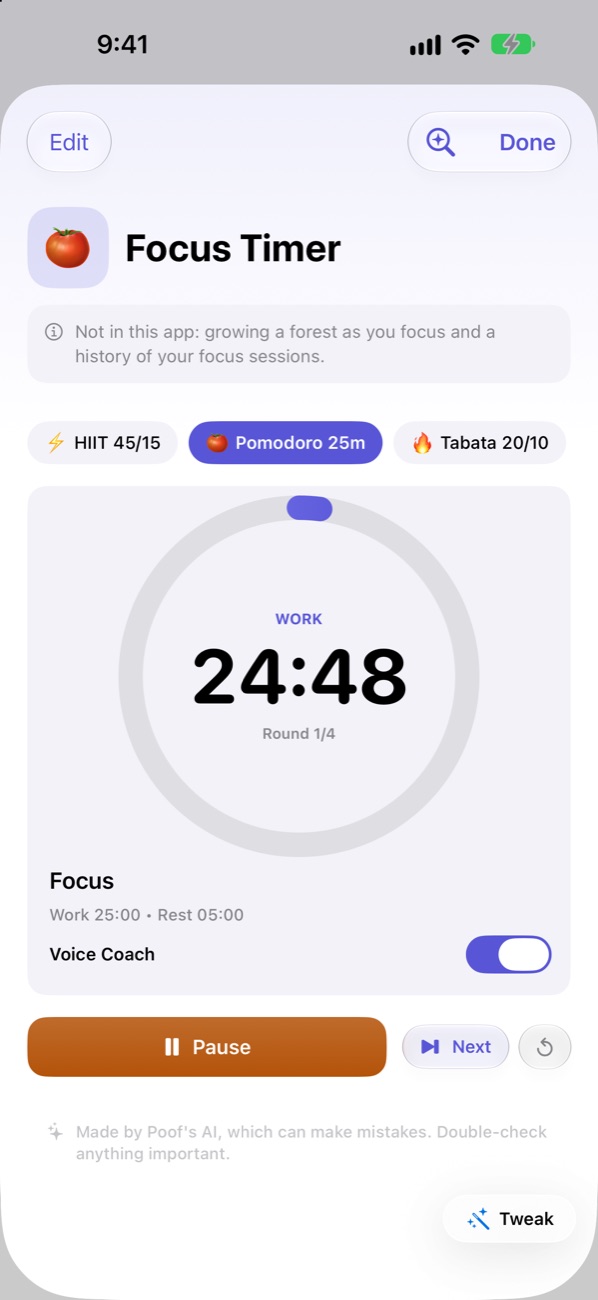 9:41
Edit
Done
Focus Timer
Not in this app: growing a forest as you focus and a
history of your focus sessions.
HIIT 45/15
Pomodoro 25m
Tabata 20/10
WORK
24:48
Round 1/4
Focus
Work 25:00 • Rest 05:00
Voice Coach
Pause
Next
Made by Poof's AI, which can make mistakes. Double-check
anything important.
Tweak